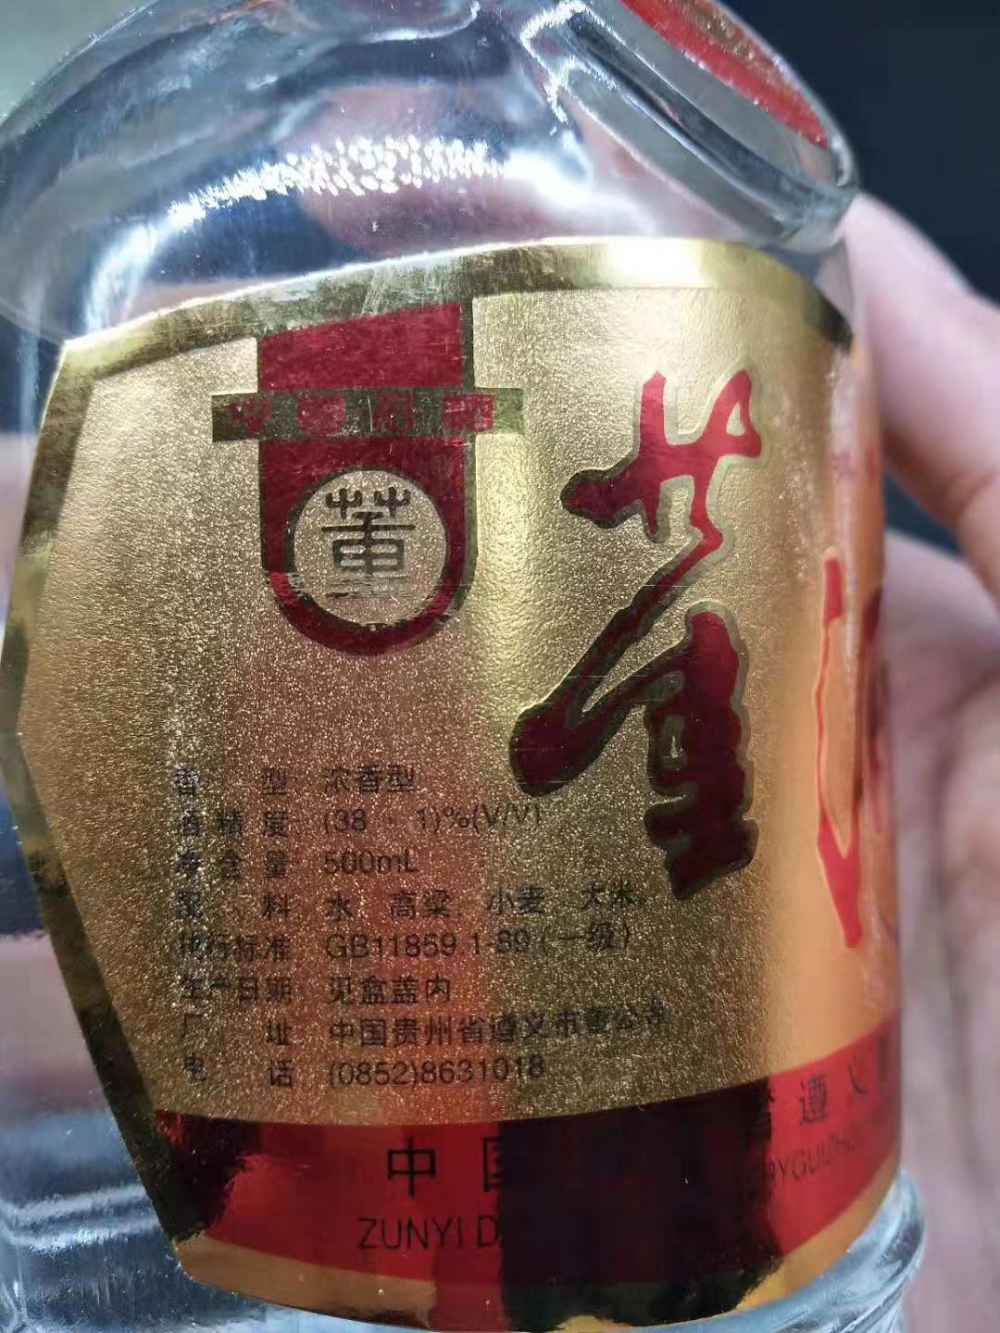 董
董
香 型 浓香型
酒精度 (38 1)%(V/V)
净含量 500mL
原 料 水 高粱 小麦 大米
执行标准 GB11859.1-89(一级)
生产日期 见盒盖内
厂 址 中国贵州省遵义市董公寺
电 话 (0852)8631018
中国
省遵义
ZUNYI